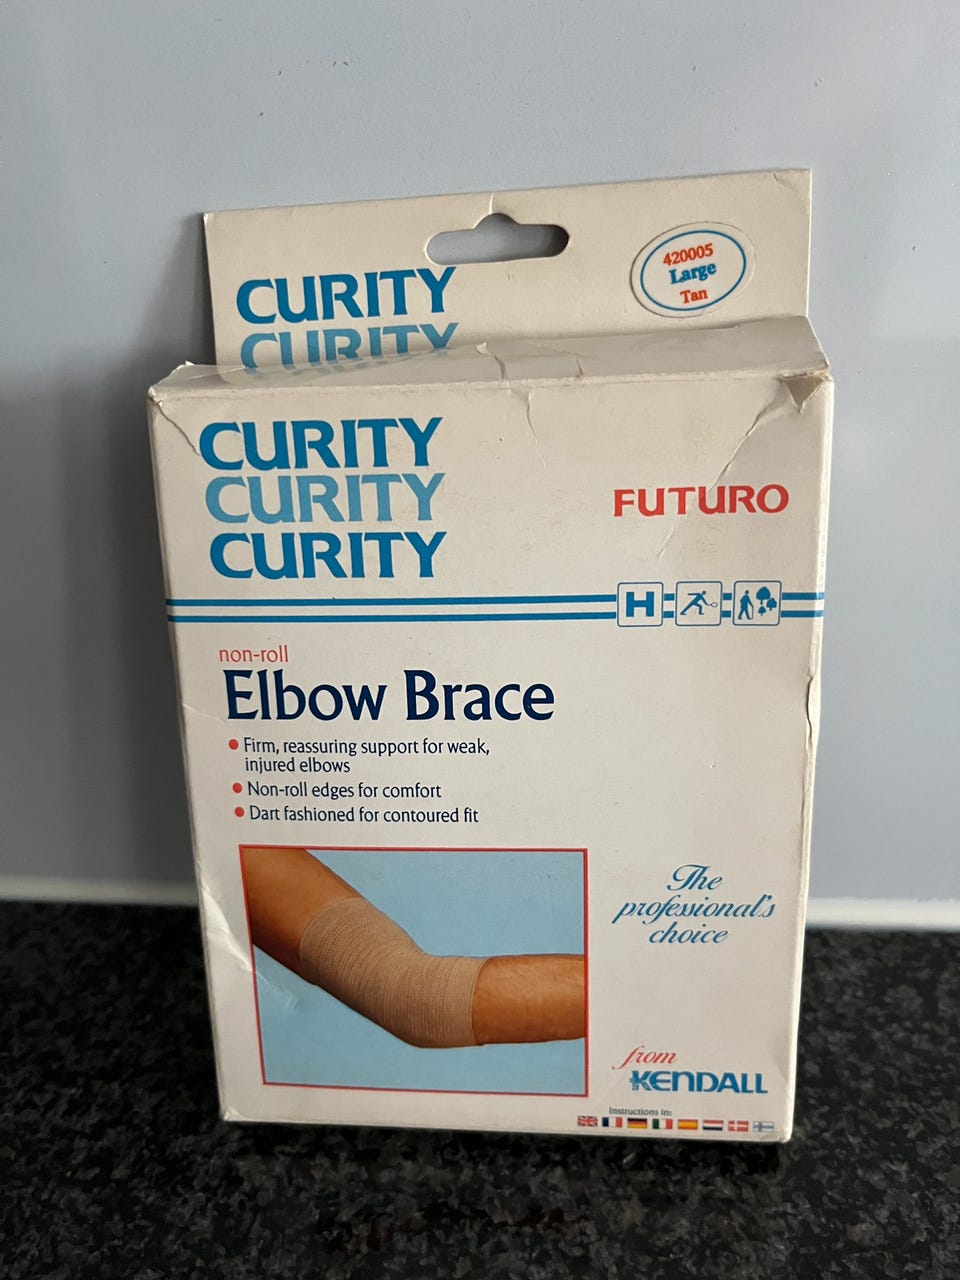 CURITY
CURITY
420005
Large
Tan
CURITY
CURITY
CURITY
FUTURO
H
non-roll
Elbow Brace
Firm, reassuring support for weak,
injured elbows
Non-roll edges for comfort
Dart fashioned for contoured fit
The
professional's
choice
from
KENDALL
Instructions in: